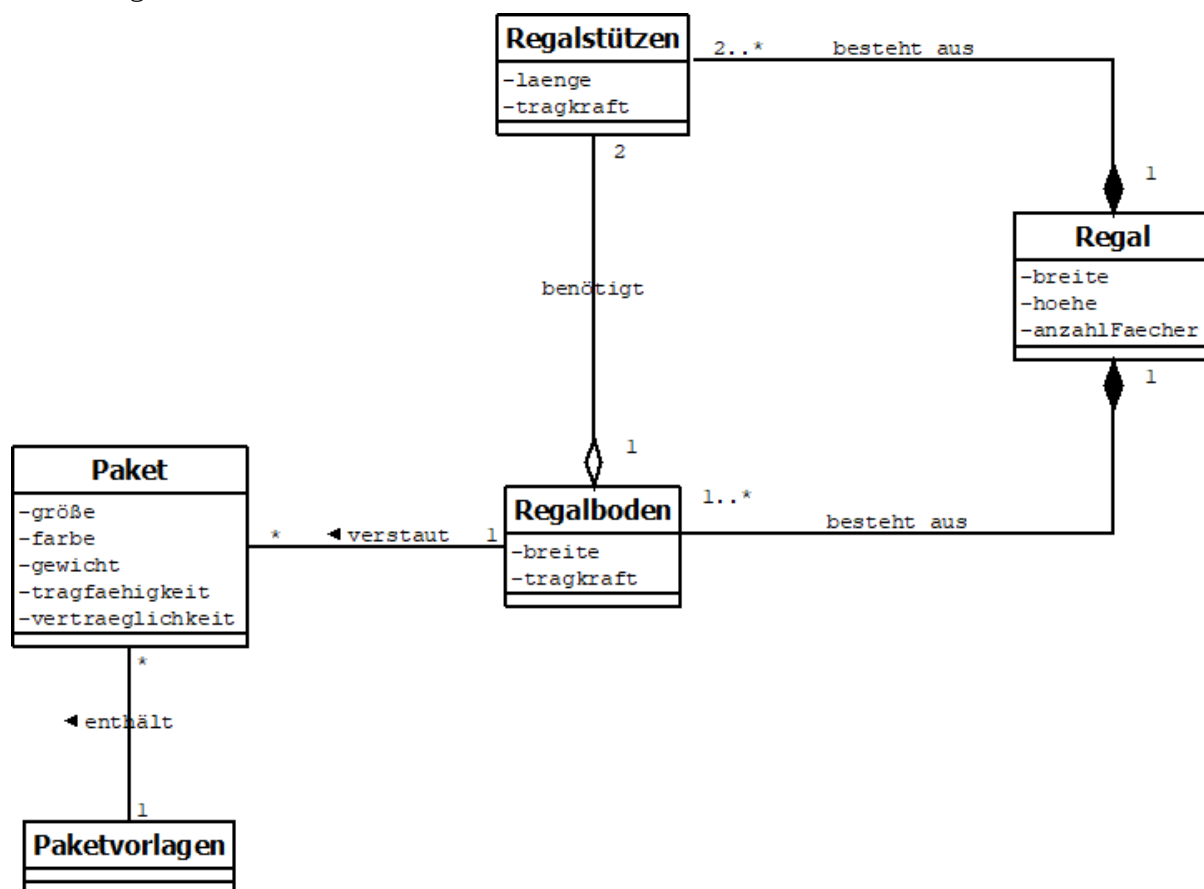 Regalstützen
-laenge
-tragkraft
2..* besteht aus
2
1
Regal
-breite
-hoehe
-anzahlFaecher
1
benötigt
1
Paket
-größe
-farbe
-gewicht
-tragfaehigkeit
-vertraeglichkeit
* ◄ verstaut 1
Regalboden
-breite
-tragkraft
1..*
besteht aus
*
◄ enthält
1
Paketvorlagen